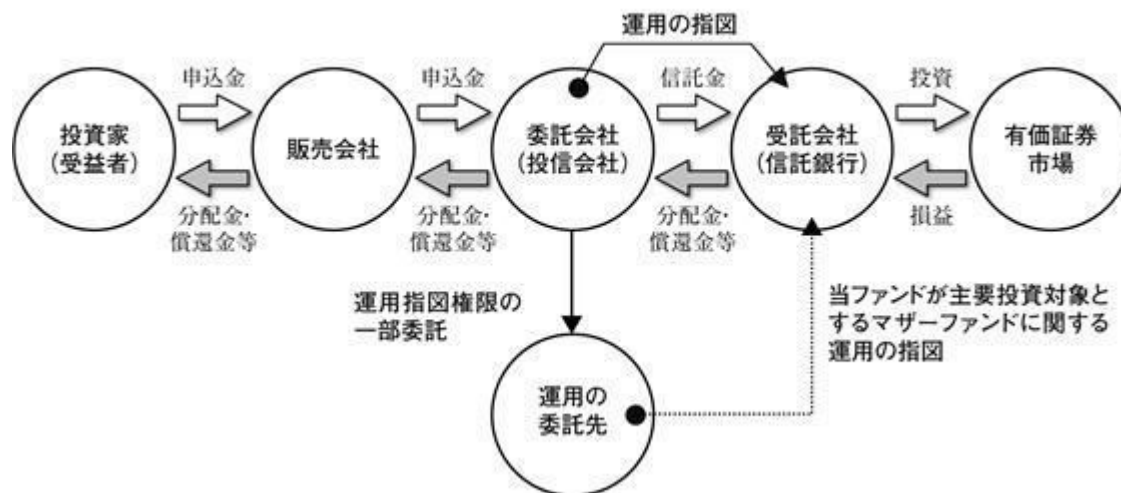 運用の指図
申込金
申込金
信託金
投資
投資家
(受益者)
販売会社
委託会社
(投信会社)
受託会社
(信託銀行)
有価証券
市場
分配金・
償還金等
分配金・
償還金等
分配金・
償還金等
損益
運用指図権限の
一部委託
当ファンドが主要投資対象と
するマザーファンドに関する
運用の指図
運用の
委託先